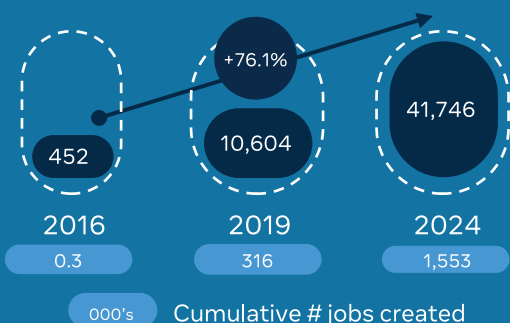 +76.1%
452
10,604
41,746
2016 2019 2024
0.3 316 1,553
000's Cumulative # jobs created